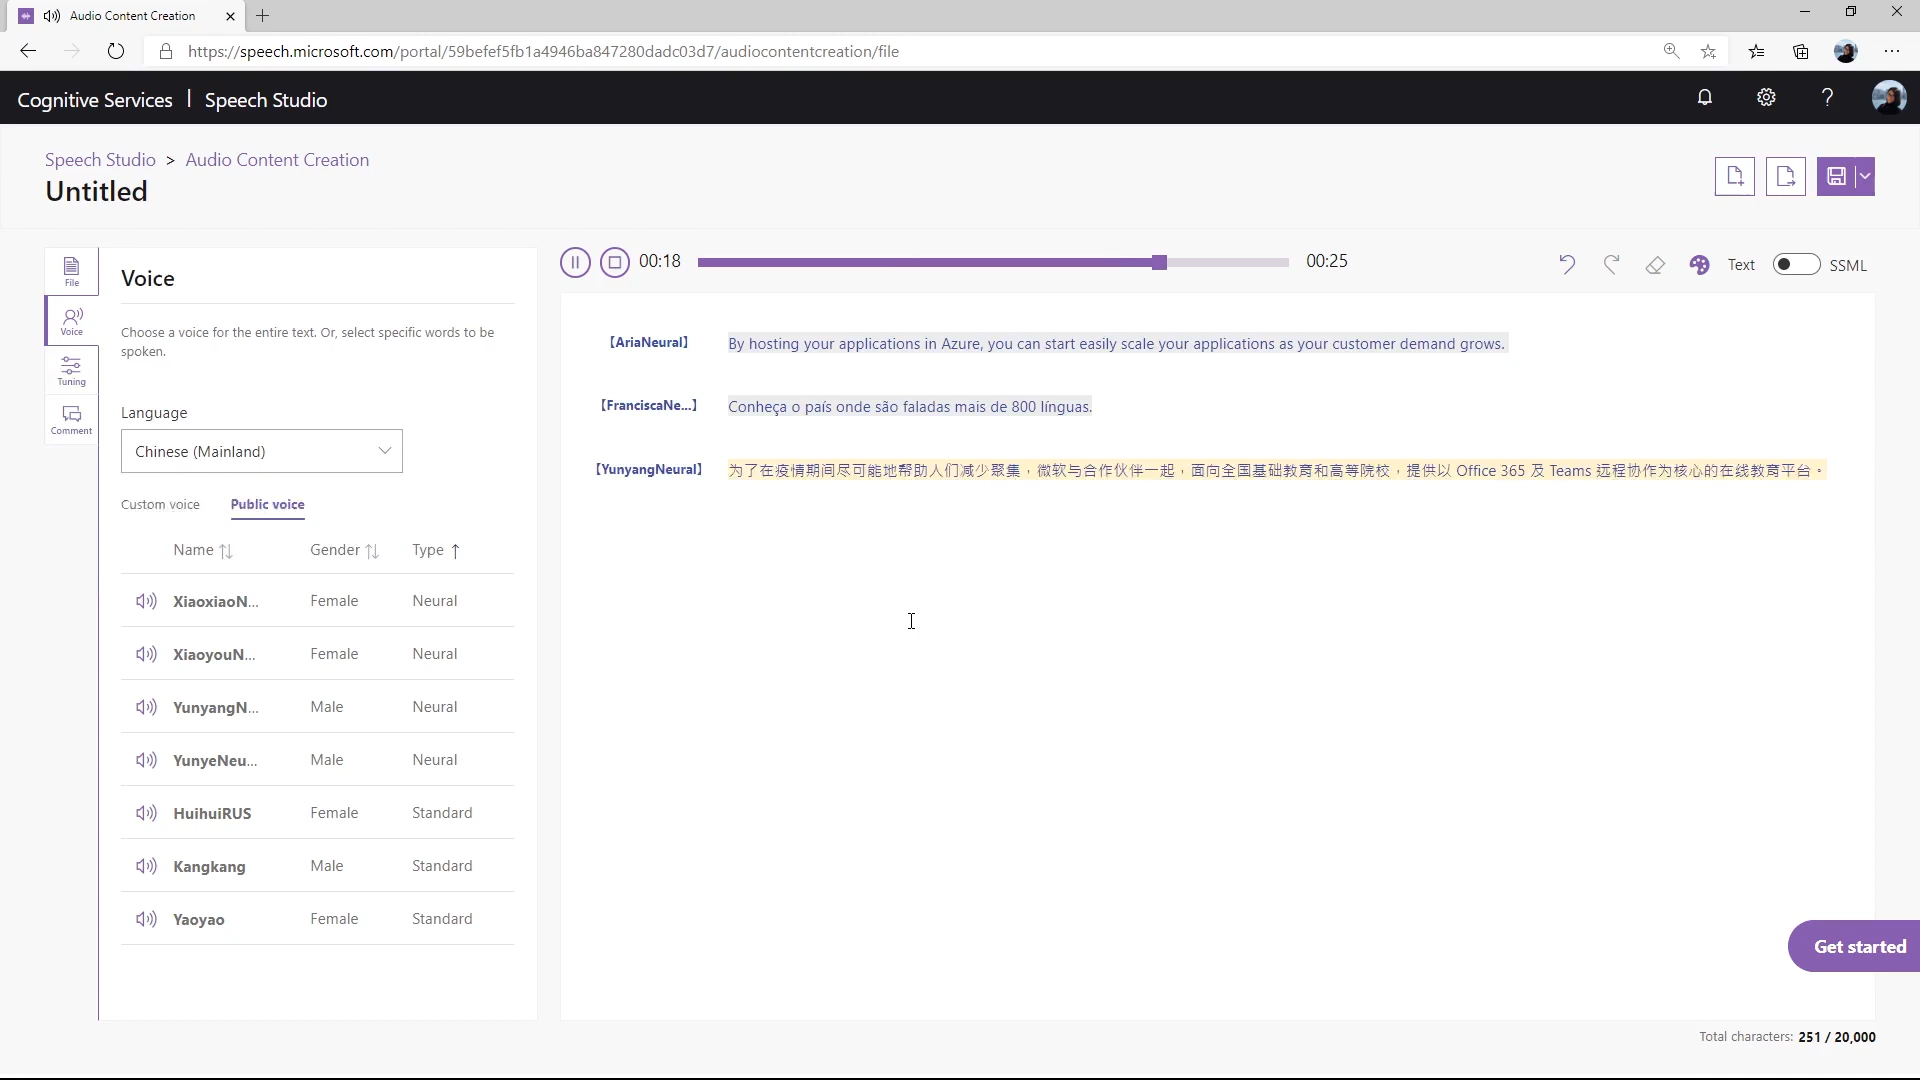 Audio Content Creation
https://speech.microsoft.com/portal/59befef5fb1a4946ba847280dadc03d7/audiocontentcreation/file
Cognitive Services | Speech Studio
Speech Studio > Audio Content Creation
Untitled
File
Voice
Tuning
Comment
Voice
Choose a voice for the entire text. Or, select specific words to be
spoken.
Language
Chinese (Mainland)
Custom voice Public voice
Name Gender Type
XiaoxiaoN... Female Neural
XiaoyouN... Female Neural
YunyangN... Male Neural
YunyeNeu... Male Neural
HuihuiRUS Female Standard
Kangkang Male Standard
Yaoyao Female Standard
00:18 00:25
Text SSML
【AriaNeural】 By hosting your applications in Azure, you can start easily scale your applications as your customer demand grows.
【FranciscaNe...】 Conheça o país onde são faladas mais de 800 línguas.
【YunyangNeural】 为了在疫情期间尽可能地帮助人们减少聚集，微软与合作伙伴一起，面向全国基础教育和高等院校，提供以 Office 365 及 Teams 远程协作为核心的在线教育平台。
Get started
Total characters: 251 / 20,000